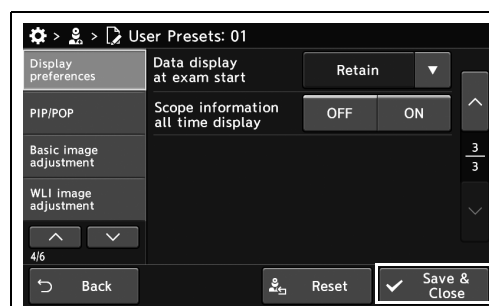 > > User Presets: 01
Display
preferences
Data display
at exam start
Retain
PIP/POP
Scope information
all time display
OFF
ON
3
3
Basic image
adjustment
WLI image
adjustment
4/6
Back
Reset
Save &
Close